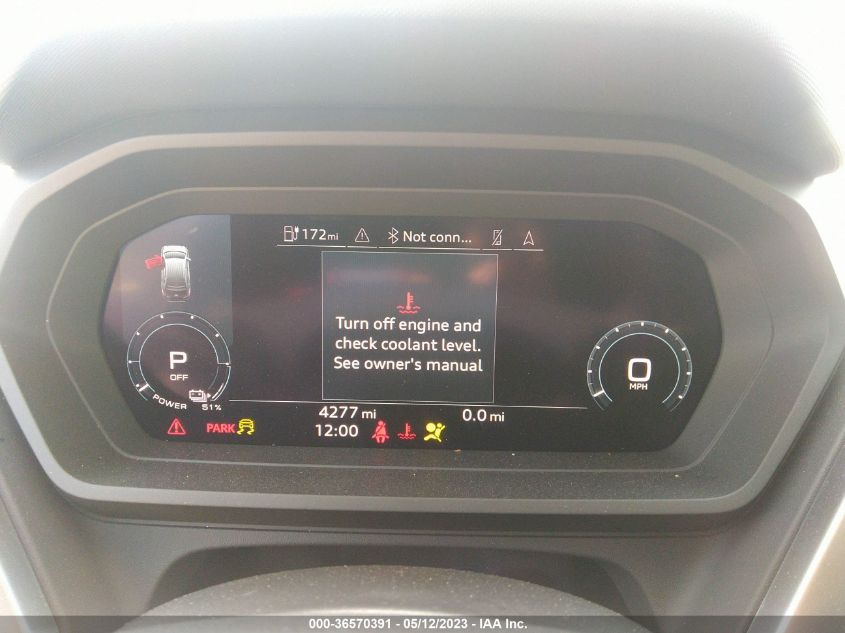 172mi
Not conn...
Turn off engine and
check coolant level.
See owner's manual
P
OFF
POWER
51%
0
MPH
4277 mi
0.0 mi
PARK
12:00
000-36570391 - 05/12/2023 - IAA Inc.